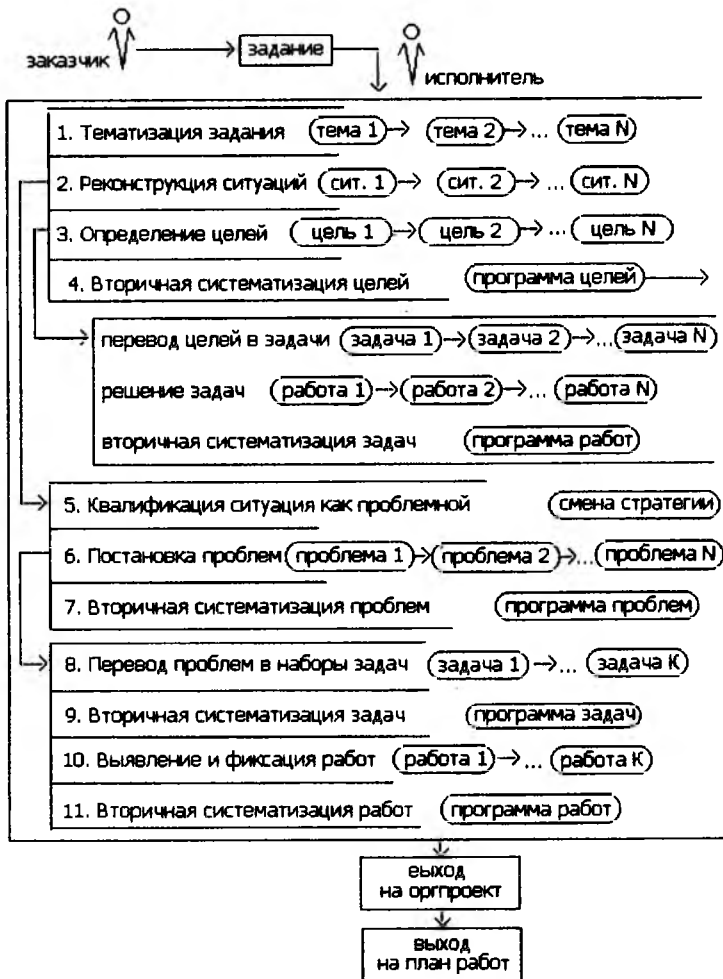 заказчик
задание
исполнитель
1. Тематизация задания тема 1 тема 2 ... тема N
2. Реконструкция ситуаций сит. 1 сит. 2 ... сит. N
3. Определение целей цель 1 цель 2 ... цель N
4. Вторичная систематизация целей программа целей
перевод целей в задачи задача 1 задача 2 ... задача N
решение задач работа 1 работа 2 ... работа N
вторичная систематизация задач программа работ
5. Квалификация ситуация как проблемной смена стратегии
6. Постановка проблем проблема 1 проблема 2 ... проблема N
7. Вторичная систематизация проблем программа проблем
8. Перевод проблем в наборы задач задача 1 ... задача К
9. Вторичная систематизация задач программа задач
10. Выявление и фиксация работ работа 1 ... работа К
11. Вторичная систематизация работ программа работ
выход
на оргпроект
выход
на план работ